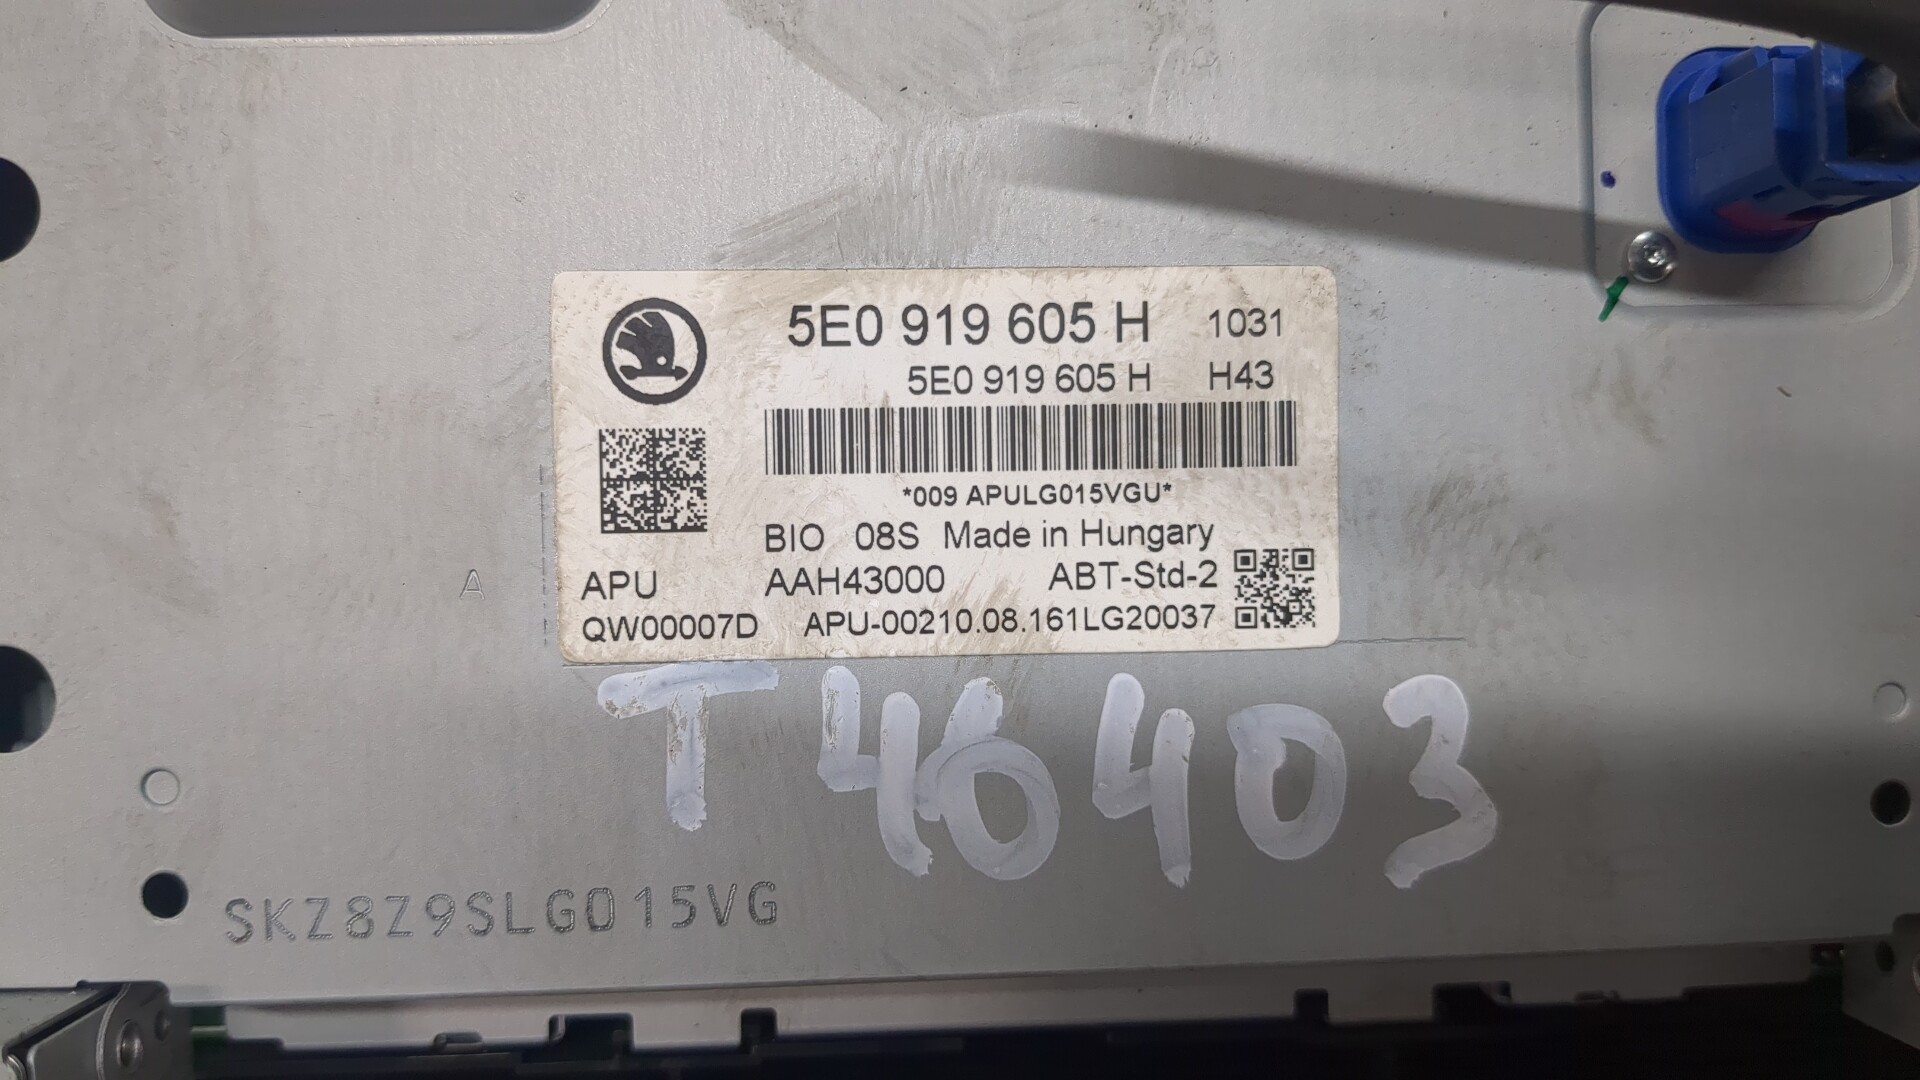 5E0 919 605 H 1031
5E0 919 605 H H43
*009 APULG015VGU*
BIO 08S Made in Hungary
APU AAH43000 ABT-Std-2
QW00007D APU-00210.08.161LG20037
A
T46403
SKZ8Z9SLG015VG